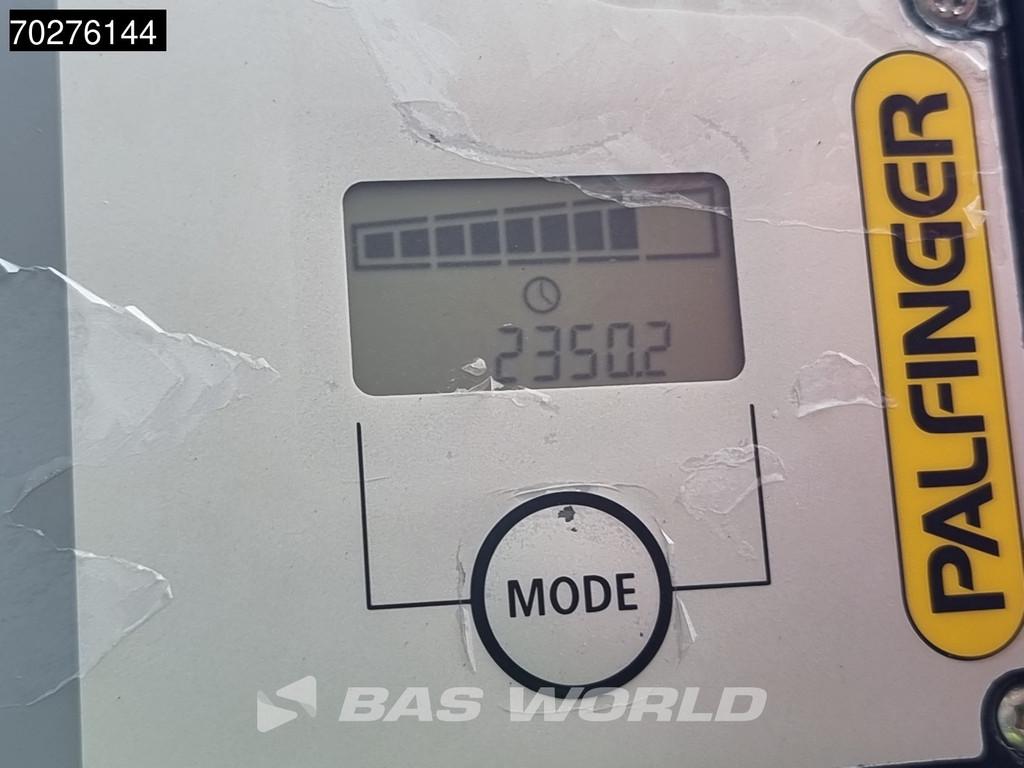 70276144
PALFINGER
2350.2
MODE
BAS WORLD